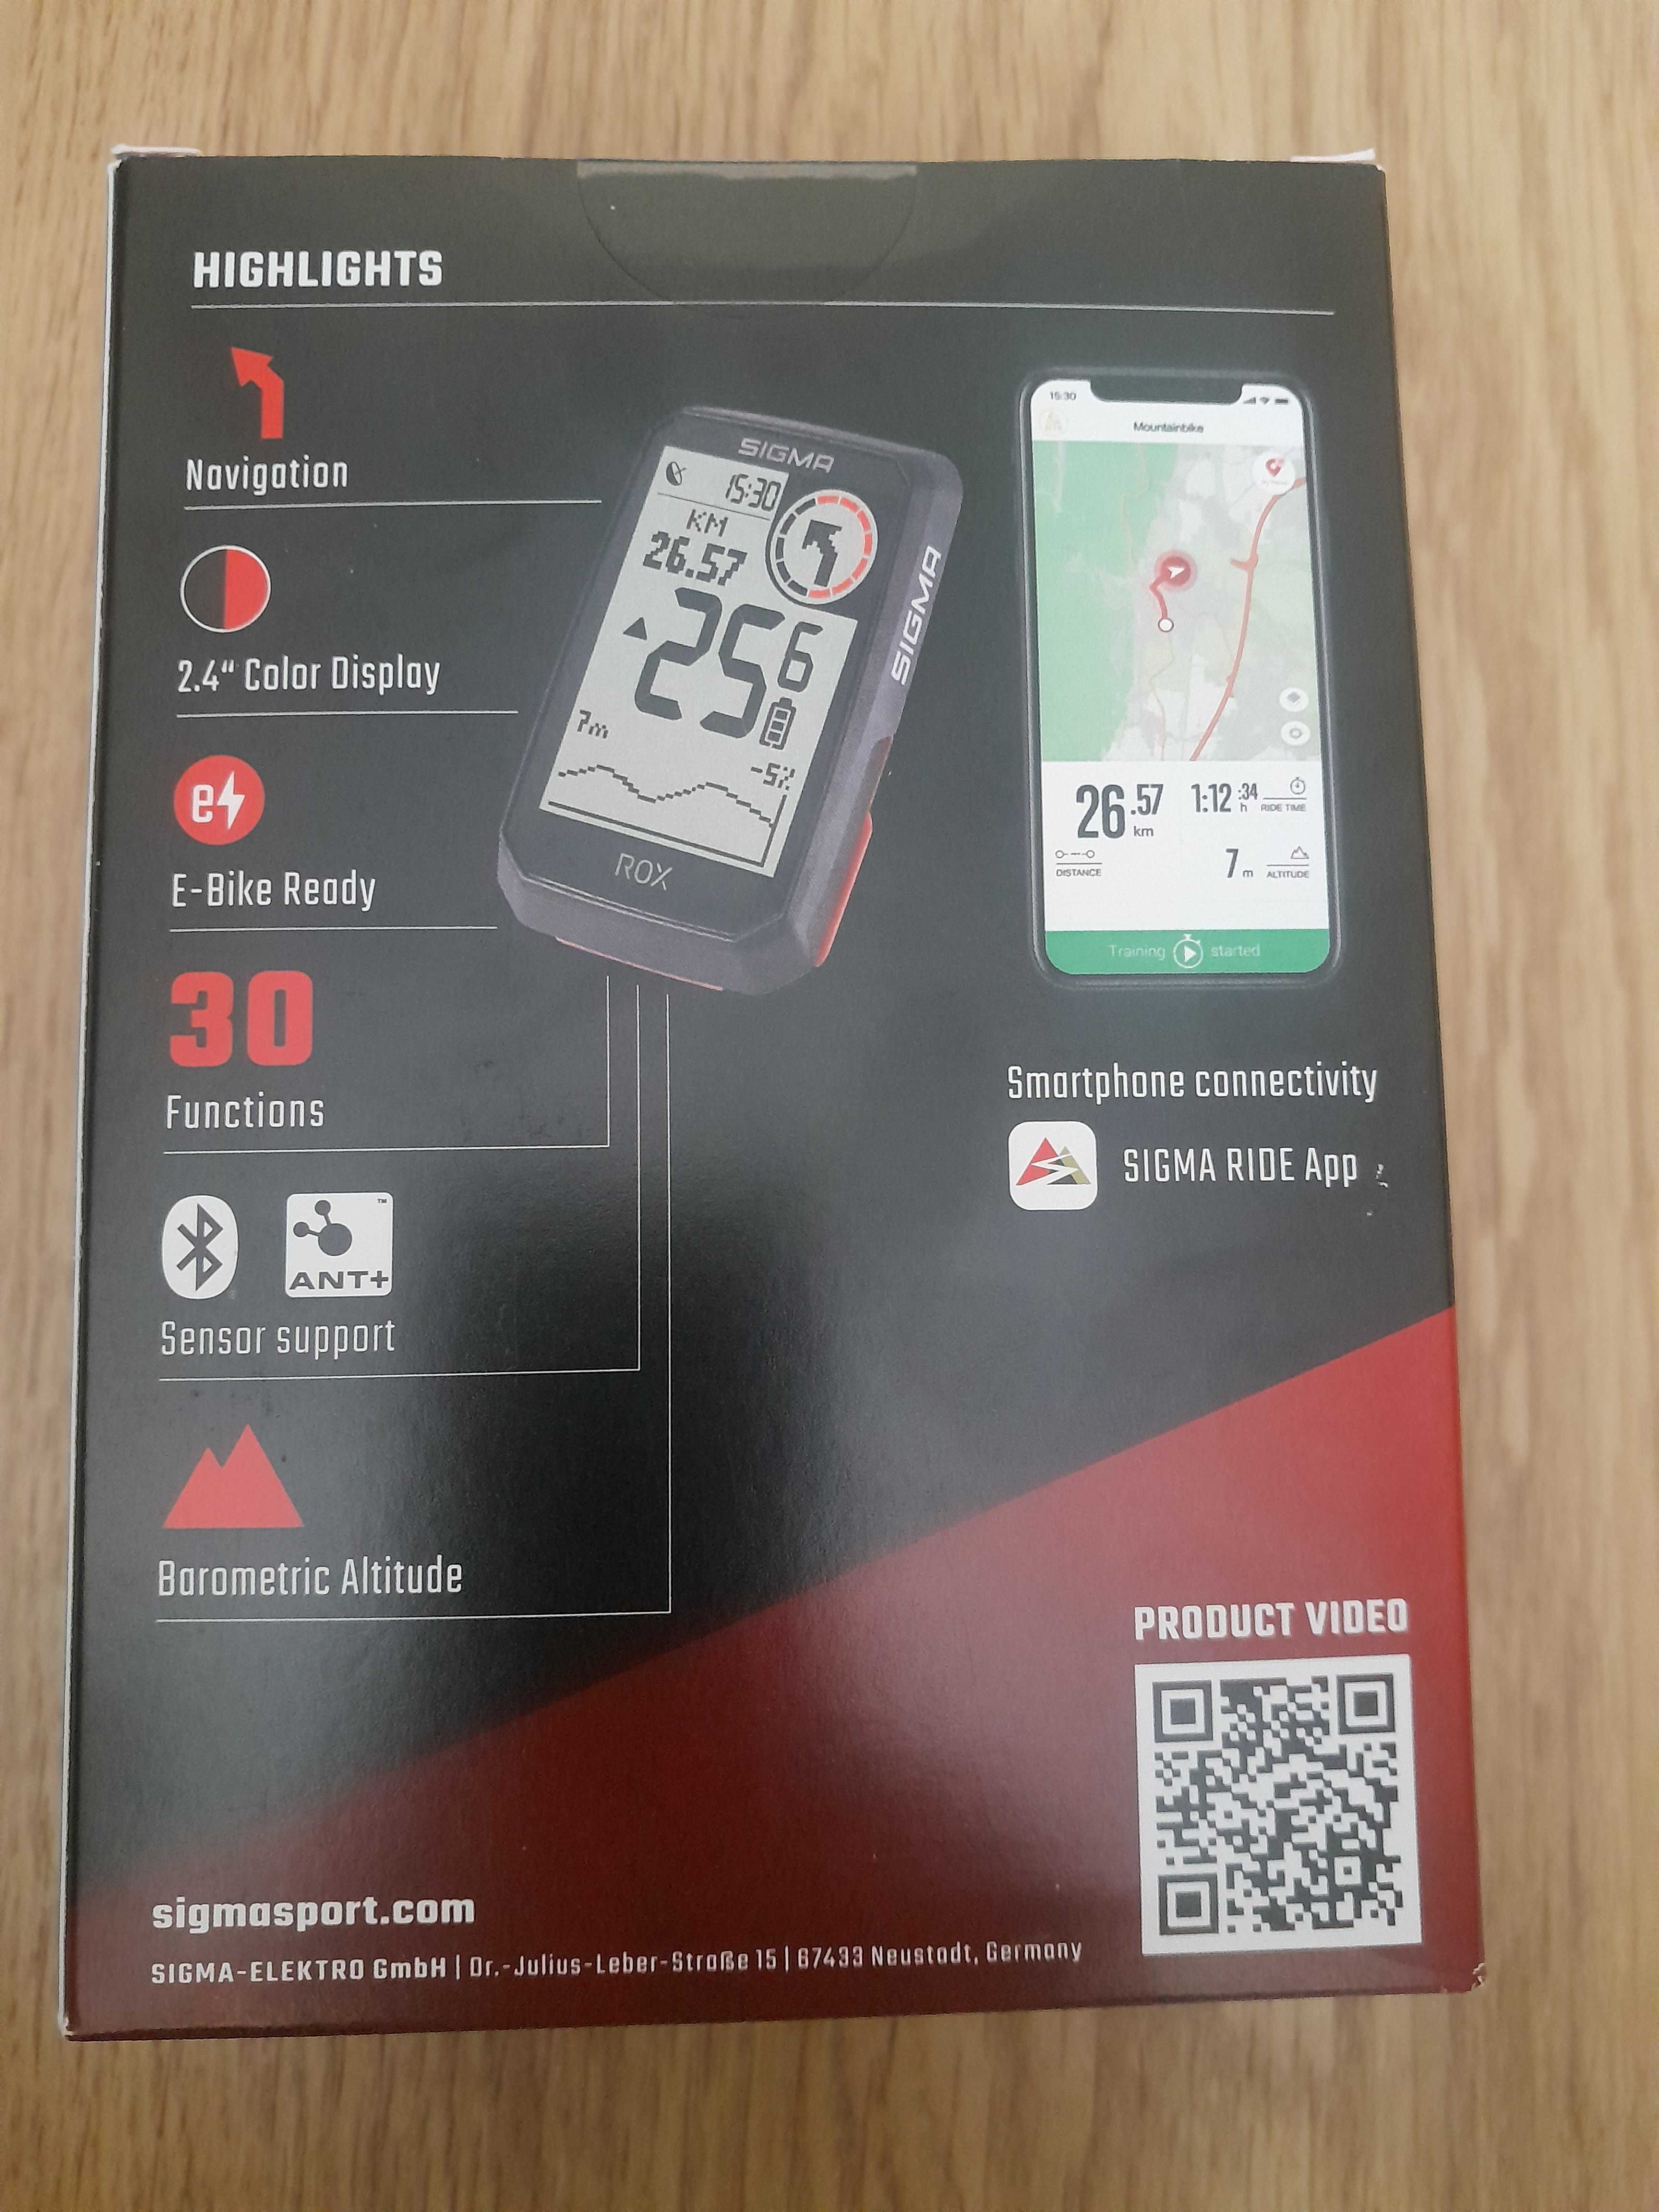 HIGHLIGHTS
Navigation
2.4" Color Display
e
E-Bike Ready
30
Functions
™
ANT+
Sensor support
Barometric Altitude
SIGMA
15:30
KM
26.57
25 6
7m
-5%
ROX
SIGMA
15:30
Mountainbike
26.57 km
DISTANCE
1:12 :34 h RIDE TIME
7 m ALTITUDE
Training started
Smartphone connectivity
SIGMA RIDE App
PRODUCT VIDEO
sigmasport.com
SIGMA-ELEKTRO GmbH | Dr.-Julius-Leber-Straße 15 | 67433 Neustadt, Germany